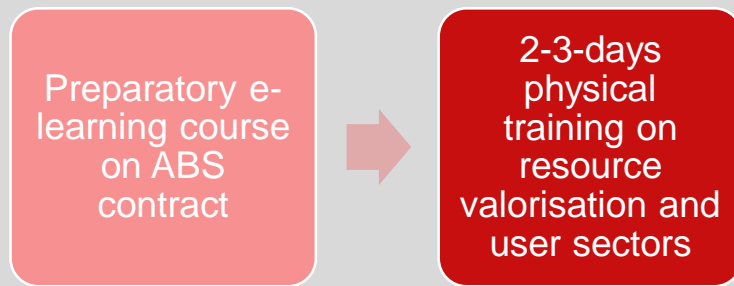 Preparatory e-
learning course
on ABS
contract
2-3-days
physical
training on
resource
valorisation and
user sectors